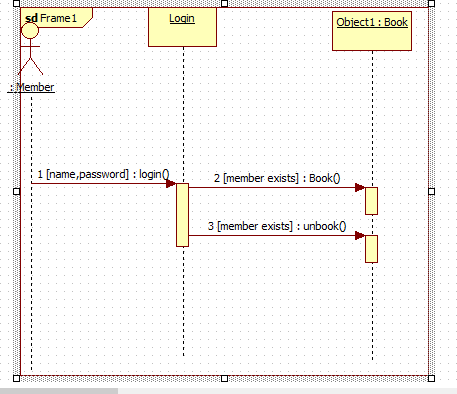 sd Frame1
Login
Object1 : Book
: Member
1 [name,password] : login()
2 [member exists] : Book()
3 [member exists] : unbook()